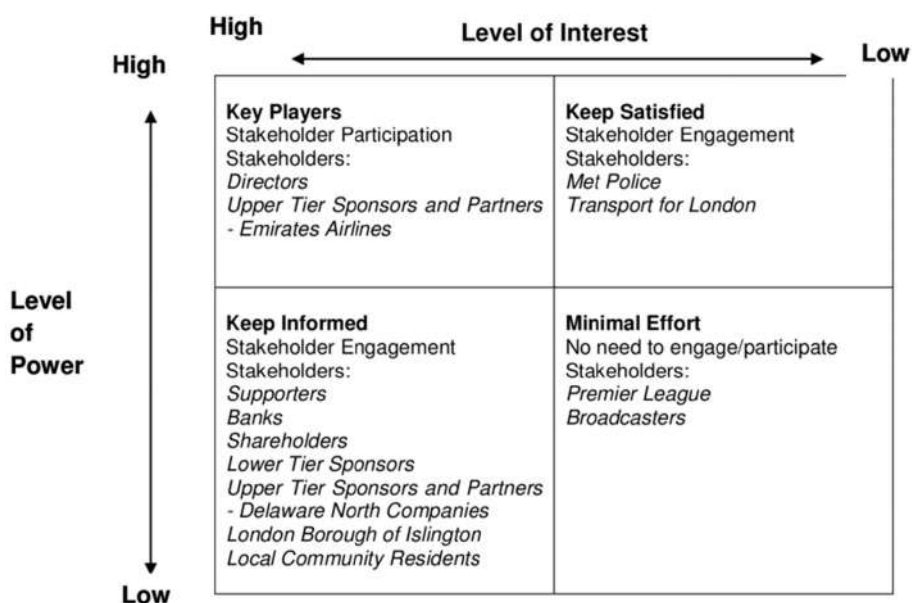 High
Level of Interest
Low
High
Key Players
Stakeholder Participation
Stakeholders:
Directors
Upper Tier Sponsors and Partners
- Emirates Airlines
Keep Satisfied
Stakeholder Engagement
Stakeholders:
Met Police
Transport for London
Level
of
Power
Keep Informed
Stakeholder Engagement
Stakeholders:
Supporters
Banks
Shareholders
Lower Tier Sponsors
Upper Tier Sponsors and Partners
- Delaware North Companies
London Borough of Islington
Local Community Residents
Minimal Effort
No need to engage/participate
Stakeholders:
Premier League
Broadcasters
Low